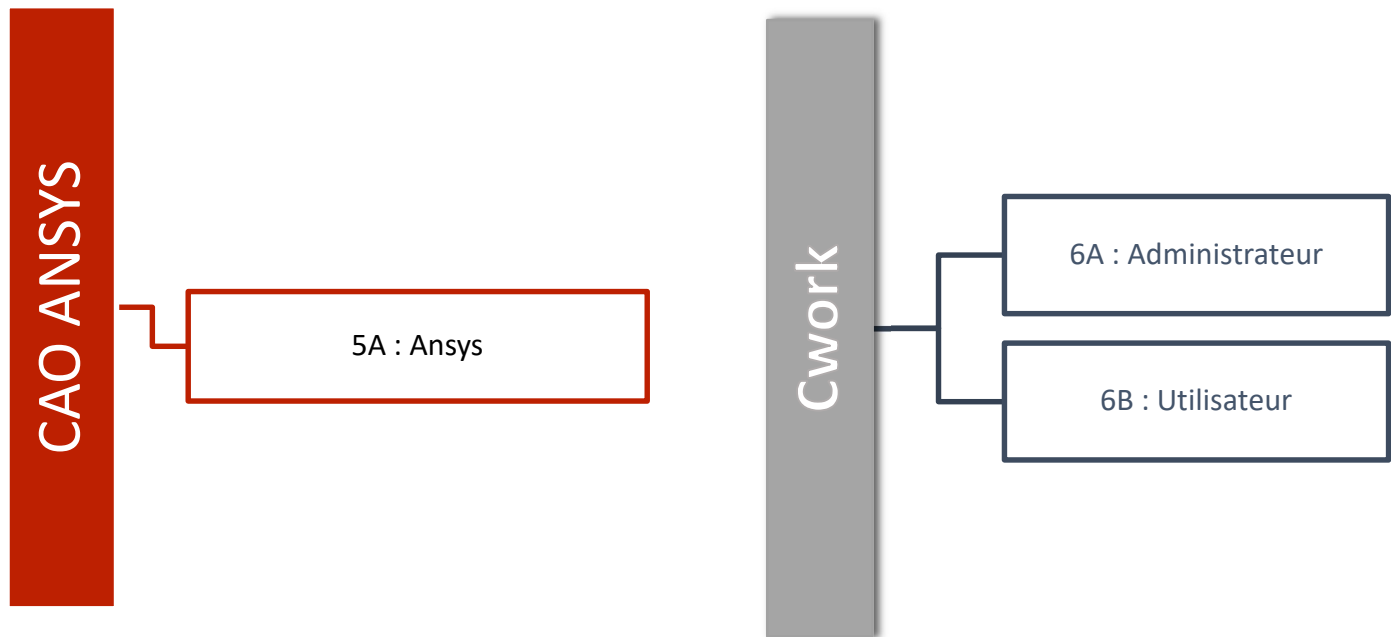 CAO ANSYS
5A : Ansys
Cwork
6A : Administrateur
6B : Utilisateur